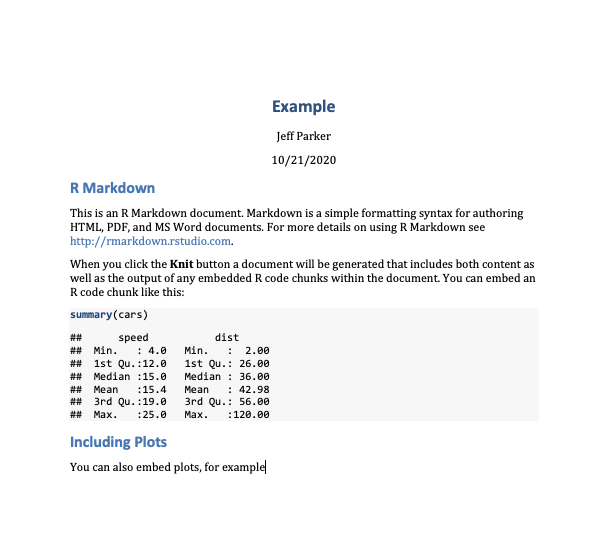 Example
Jeff Parker
10/21/2020
R Markdown
This is an R Markdown document. Markdown is a simple formatting syntax for authoring
HTML, PDF, and MS Word documents. For more details on using R Markdown see
http://rmarkdown.rstudio.com.
When you click the Knit button a document will be generated that includes both content as
well as the output of any embedded R code chunks within the document. You can embed an
R code chunk like this:
summary(cars)
##      speed           dist
##  Min.   : 4.0   Min.   :  2.00
##  1st Qu.:12.0   1st Qu.: 26.00
##  Median :15.0   Median : 36.00
##  Mean   :15.4   Mean   : 42.98
##  3rd Qu.:19.0   3rd Qu.: 56.00
##  Max.   :25.0   Max.   :120.00
Including Plots
You can also embed plots, for example